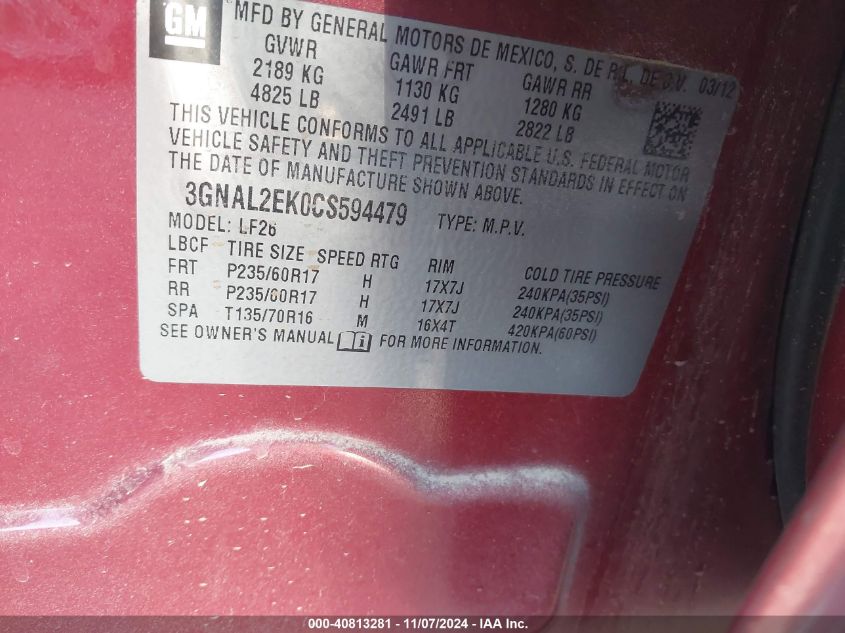 GM
MFD BY GENERAL MOTORS DE MEXICO, S. DE R.L. DE C.V. 03/12
GVWR GAWR FRT GAWR RR
2189 KG 1130 KG 1280 KG
4825 LB 2491 LB 2822 LB
THIS VEHICLE CONFORMS TO ALL APPLICABLE U.S. FEDERAL MOTOR
VEHICLE SAFETY AND THEFT PREVENTION STANDARDS IN EFFECT ON
THE DATE OF MANUFACTURE SHOWN ABOVE.
3GNAL2EK0CS594479 TYPE: M.P.V.
MODEL: LF26
LBCF TIRE SIZE SPEED RTG RIM COLD TIRE PRESSURE
FRT P235/60R17 H 17X7J 240KPA(35PSI)
RR P235/60R17 H 17X7J 240KPA(35PSI)
SPA T135/70R16 M 16X4T 420KPA(60PSI)
SEE OWNER'S MANUAL FOR MORE INFORMATION.
000-40813281 - 11/07/2024 - IAA Inc.